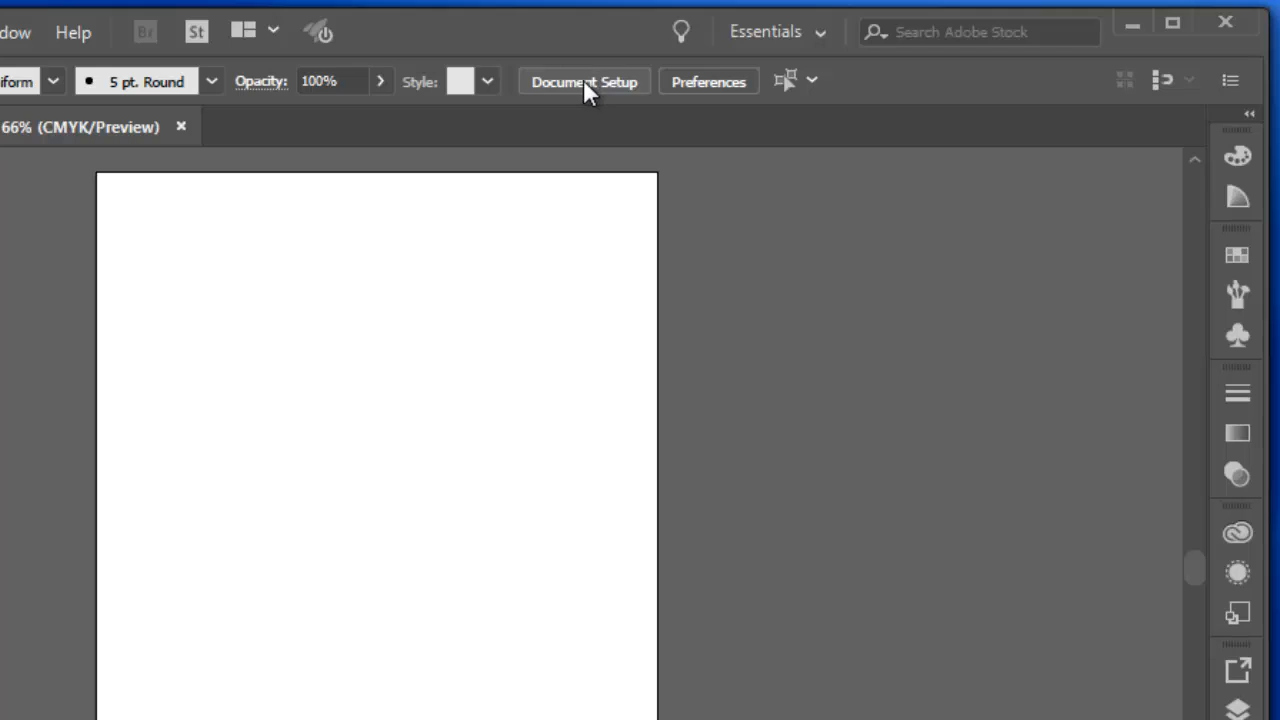 dow Help Br St Essentials Search Adobe Stock
iform 5 pt. Round Opacity: 100% Style: Document Setup Preferences
66% (CMYK/Preview)